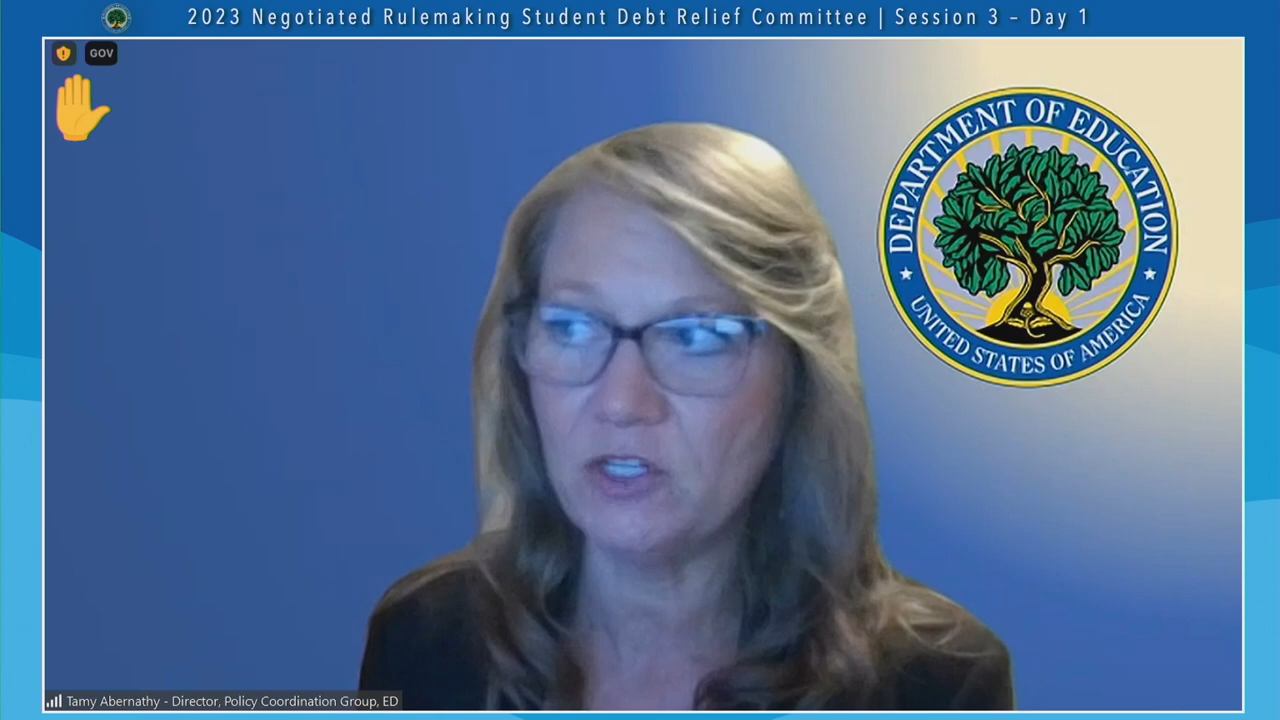 2023 Negotiated Rulemaking Student Debt Relief Committee | Session 3 – Day 1
GOV
DEPARTMENT OF EDUCATION
UNITED STATES OF AMERICA
Tamy Abernathy - Director, Policy Coordination Group, ED